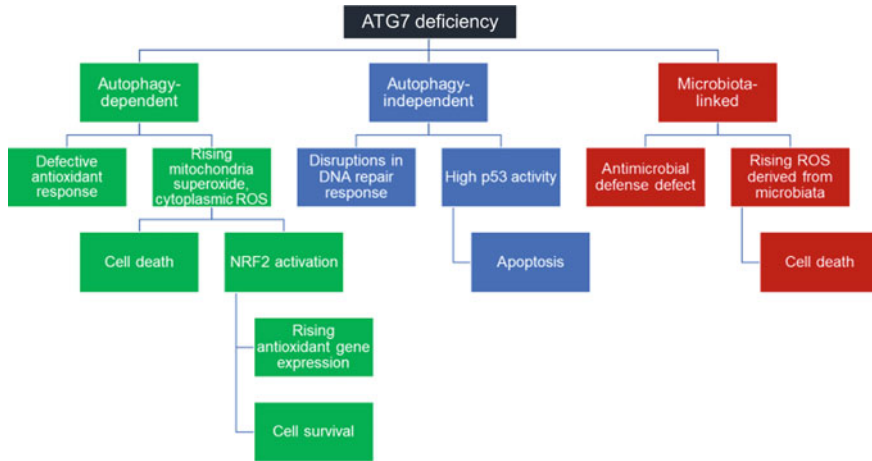 ATG7 deficiency
Autophagy-
dependent
Autophagy-
independent
Microbiota-
linked
Defective
antioxidant
response
Rising
mitochondria
superoxide,
cytoplasmic ROS
Disruptions in
DNA repair
response
High p53 activity
Antimicrobial
defense defect
Rising ROS
derived from
microbiata
Cell death
NRF2 activation
Apoptosis
Cell death
Rising
antioxidant gene
expression
Cell survival